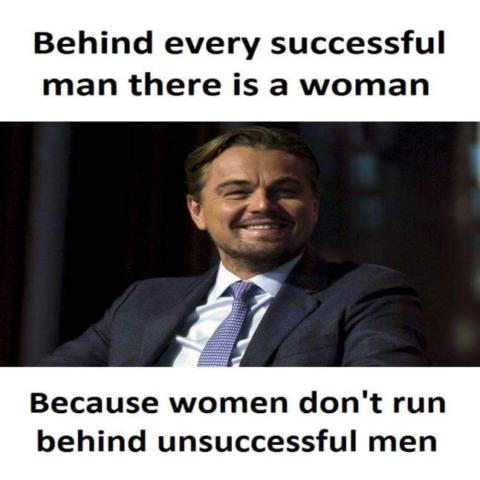 Behind every successful
man there is a woman
Because women don't run
behind unsuccessful men